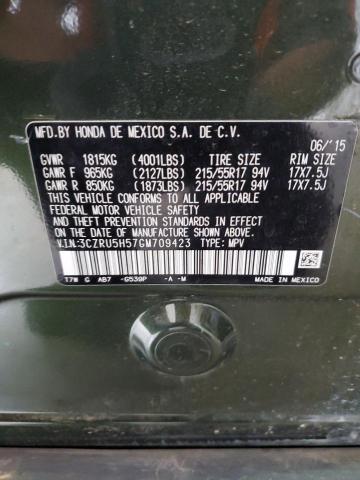 MFD.BY HONDA DE MEXICO S.A. DE C.V. 06/'15
GVWR 1815KG (4001LBS) TIRE SIZE RIM SIZE
GAWR F 965KG (2127LBS) 215/55R17 94V 17X7.5J
GAWR R 850KG (1873LBS) 215/55R17 94V 17X7.5J
THIS VEHICLE CONFORMS TO ALL APPLICABLE
FEDERAL MOTOR VEHICLE SAFETY, BUMPER,
AND THEFT PREVENTION STANDARDS IN EFFECT
ON THE DATE OF MANUFACTURE SHOWN ABOVE.
V.I.N:3CZRU5H57GM709423 TYPE: MPV
T7W G AB7 -G539P -A -M MADE IN MEXICO